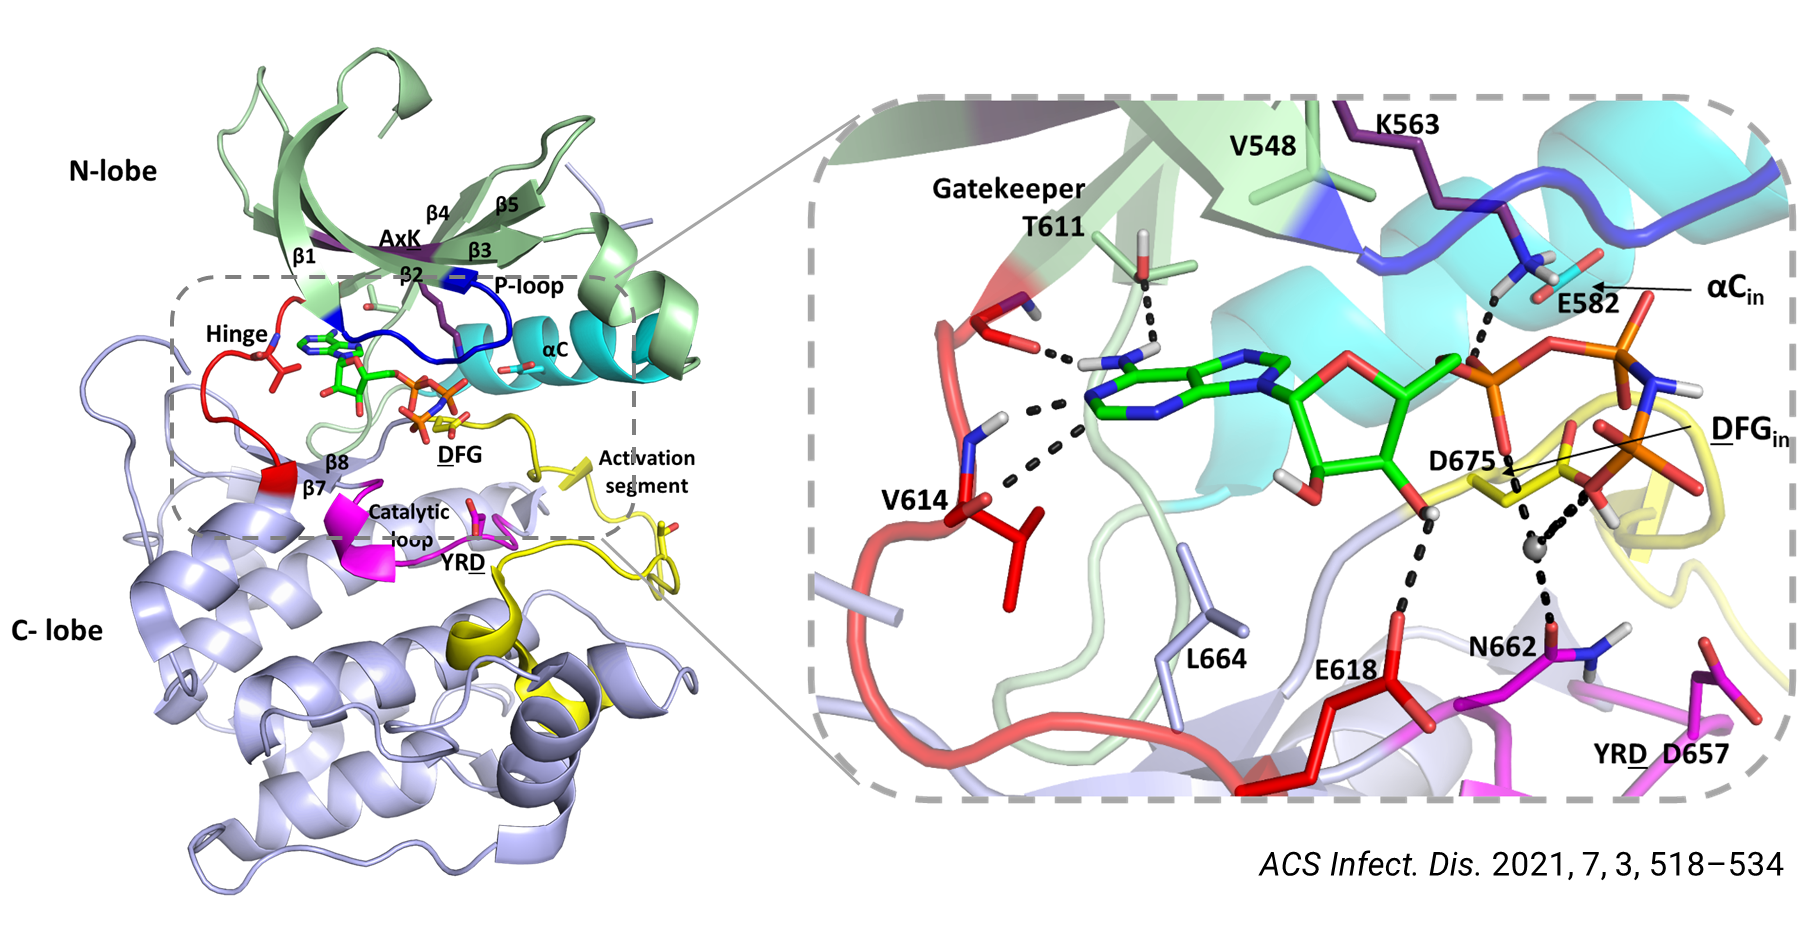 N-lobe
β4
β5
AxK
β3
β1
β2
P-loop
Hinge
αC
DFG
β8
Activation
segment
β7
Catalytic
loop
YRD
C- lobe
K563
V548
Gatekeeper
T611
E582
αCin
DFGin
D675
V614
L664
E618
N662
YRD D657
ACS Infect. Dis. 2021, 7, 3, 518–534